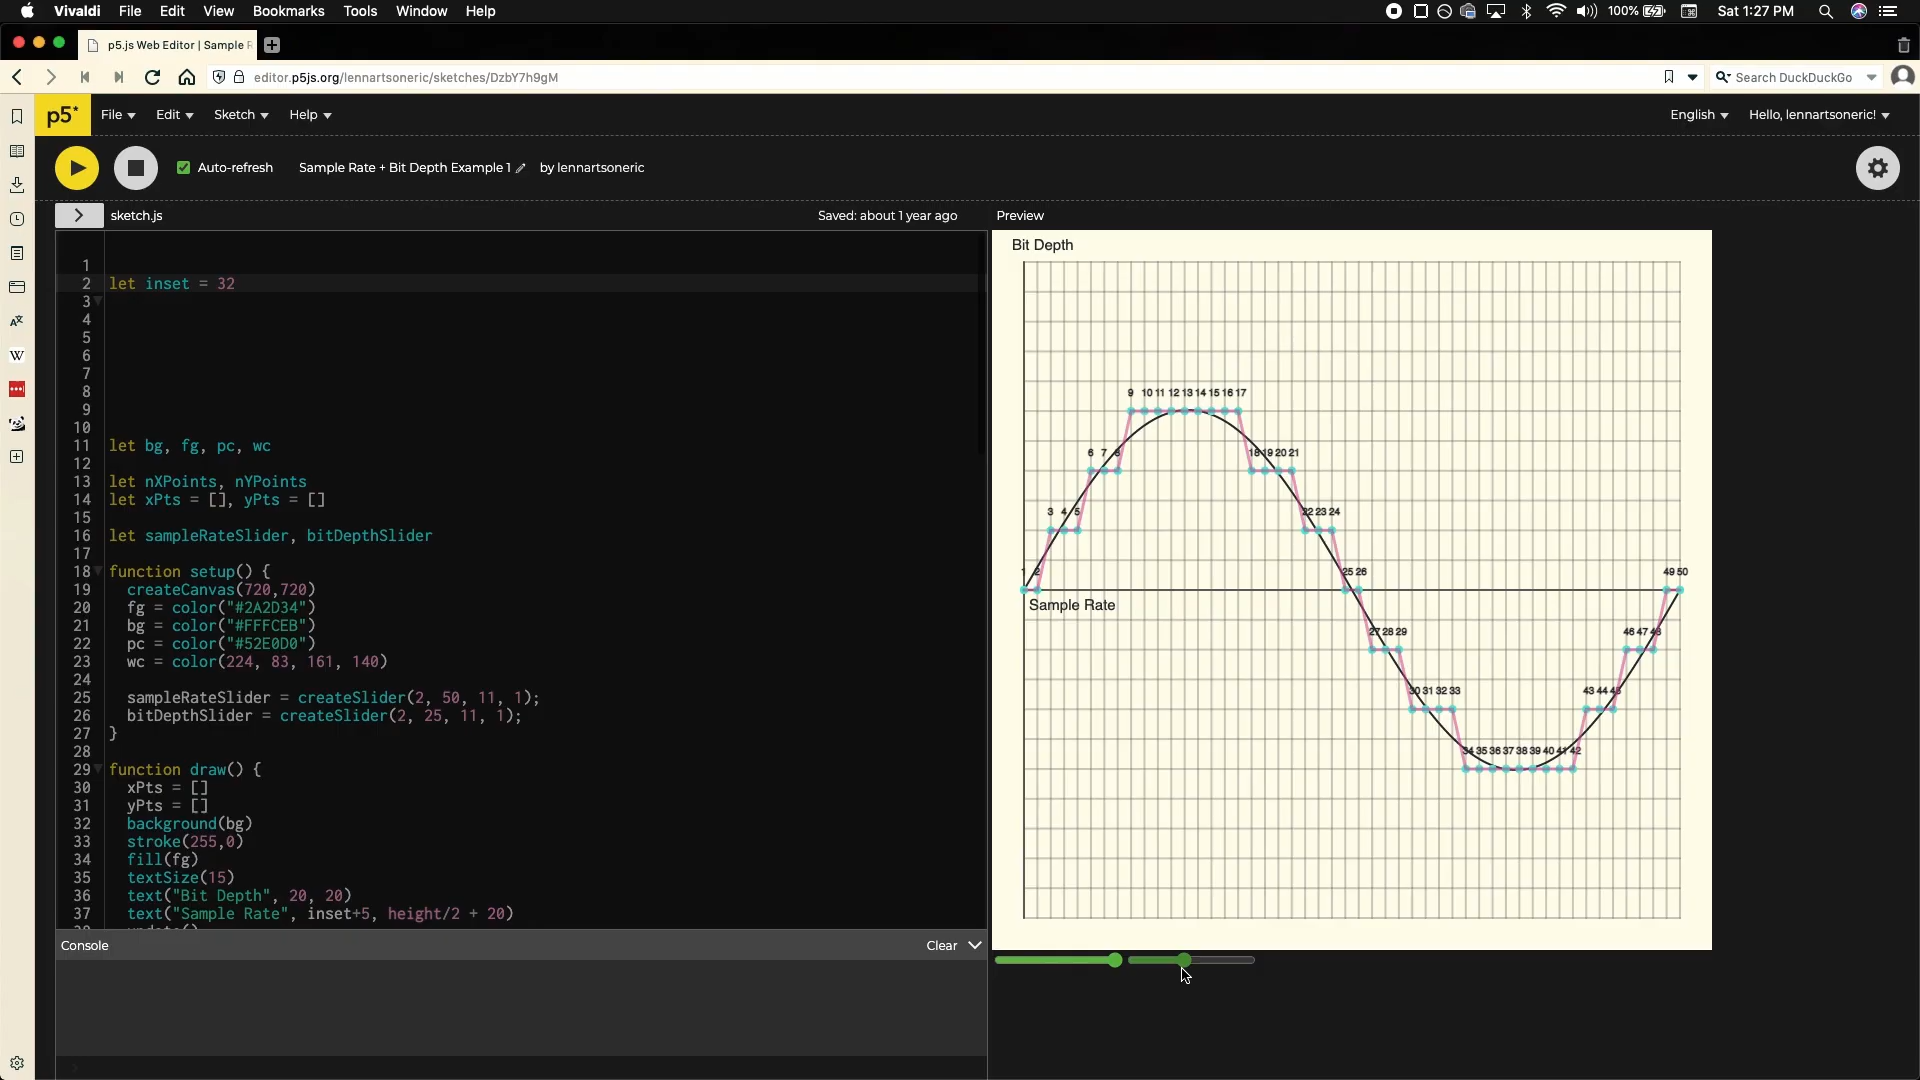 Vivaldi File Edit View Bookmarks Tools Window Help
100% Sat 1:27 PM
p5.js Web Editor | Sample R
editor.p5js.org/lennartsoneric/sketches/DzbY7h9gM
Search DuckDuckGo
p5* File Edit Sketch Help
English Hello, lennartsoneric!
Auto-refresh Sample Rate + Bit Depth Example 1 by lennartsoneric
sketch.js Saved: about 1 year ago
Preview
1
2 let inset = 32
3
4
5
6
7
8
9
10
11 let bg, fg, pc, wc
12
13 let nXPoints, nYPoints
14 let xPts = [], yPts = []
15
16 let sampleRateSlider, bitDepthSlider
17
18 function setup() {
19 createCanvas(720,720)
20 fg = color("#2A2D34")
21 bg = color("#FFFCEB")
22 pc = color("#52E0D0")
23 wc = color(224, 83, 161, 140)
24
25 sampleRateSlider = createSlider(2, 50, 11, 1);
26 bitDepthSlider = createSlider(2, 25, 11, 1);
27 }
28
29 function draw() {
30 xPts = []
31 yPts = []
32 background(bg)
33 stroke(255,0)
34 fill(fg)
35 textSize(15)
36 text("Bit Depth", 20, 20)
37 text("Sample Rate", inset+5, height/2 + 20)
Console Clear
Bit Depth
9 10 11 12 13 14 15 16 17
6 7 8 18 19 20 21
3 4 5 22 23 24
1 2 25 26 49 50
Sample Rate
27 28 29 46 47 48
30 31 32 33 43 44 45
34 35 36 37 38 39 40 41 42
W